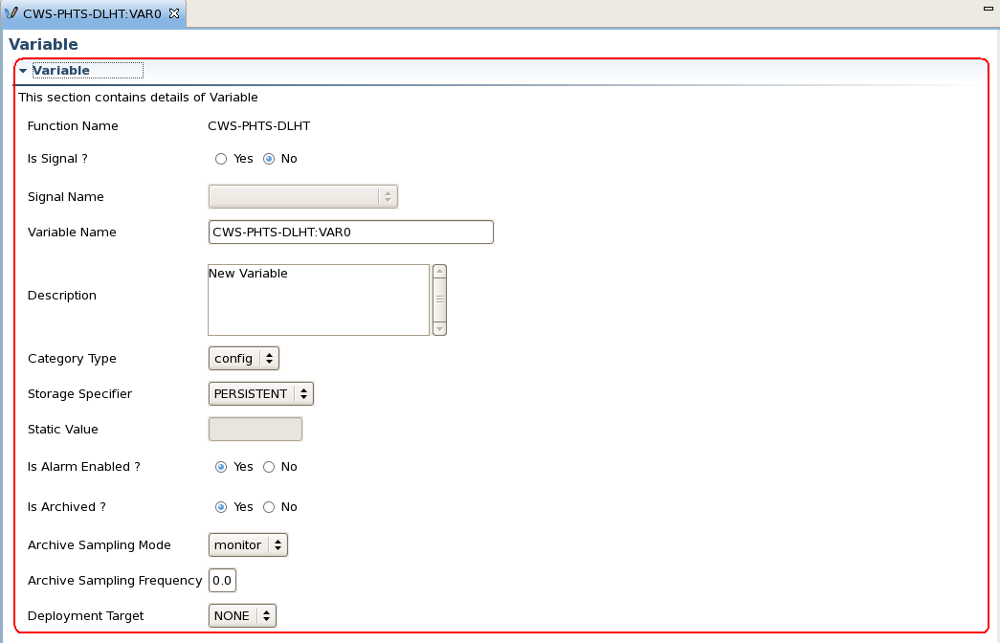 CWS-PHTS-DLHT:VAR0
Variable
Variable
This section contains details of Variable
Function Name CWS-PHTS-DLHT
Is Signal ? Yes No
Signal Name
Variable Name CWS-PHTS-DLHT:VAR0
Description New Variable
Category Type config
Storage Specifier PERSISTENT
Static Value
Is Alarm Enabled ? Yes No
Is Archived ? Yes No
Archive Sampling Mode monitor
Archive Sampling Frequency 0.0
Deployment Target NONE